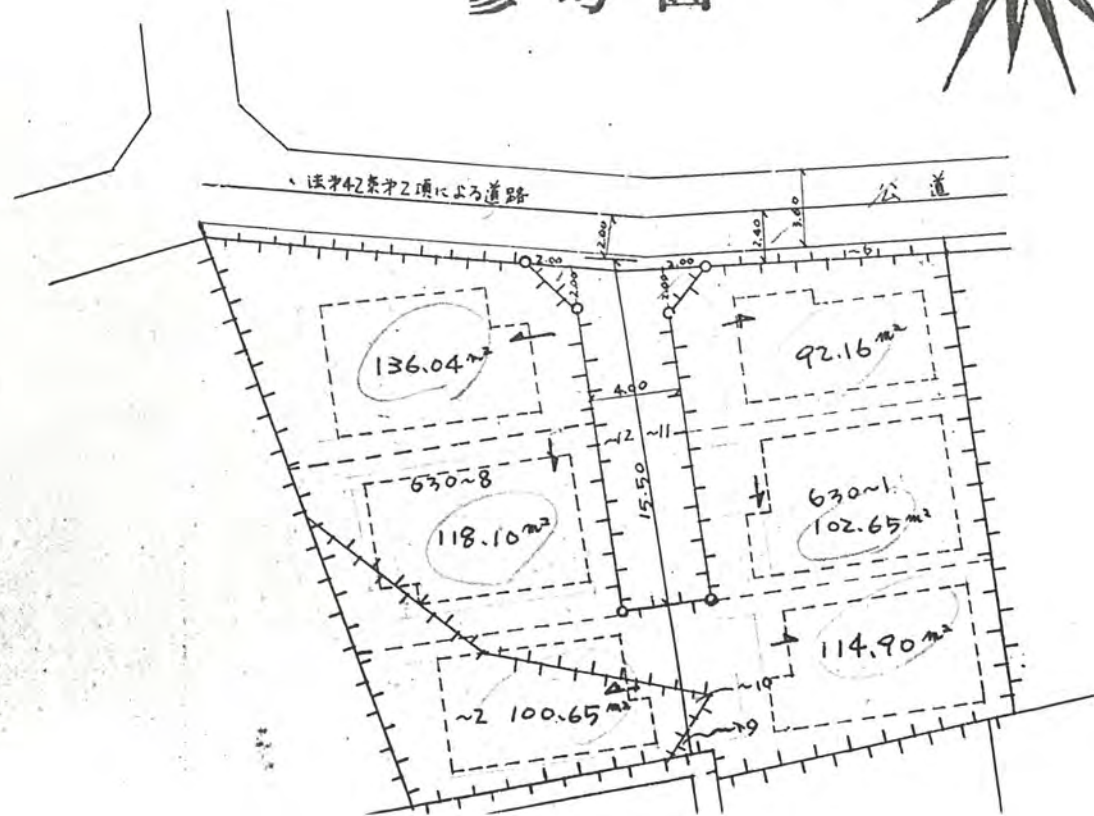 参考図
法第42条第2項による道路
公道
2.00
2.40
3.60
2.00
2.00
~6
2.00
2.00
136.04m²
92.16m²
4.00
~12
~11
630~8
15.50
630~1
118.10m²
102.65m²
114.90m²
~10
~2 100.65m²
~9